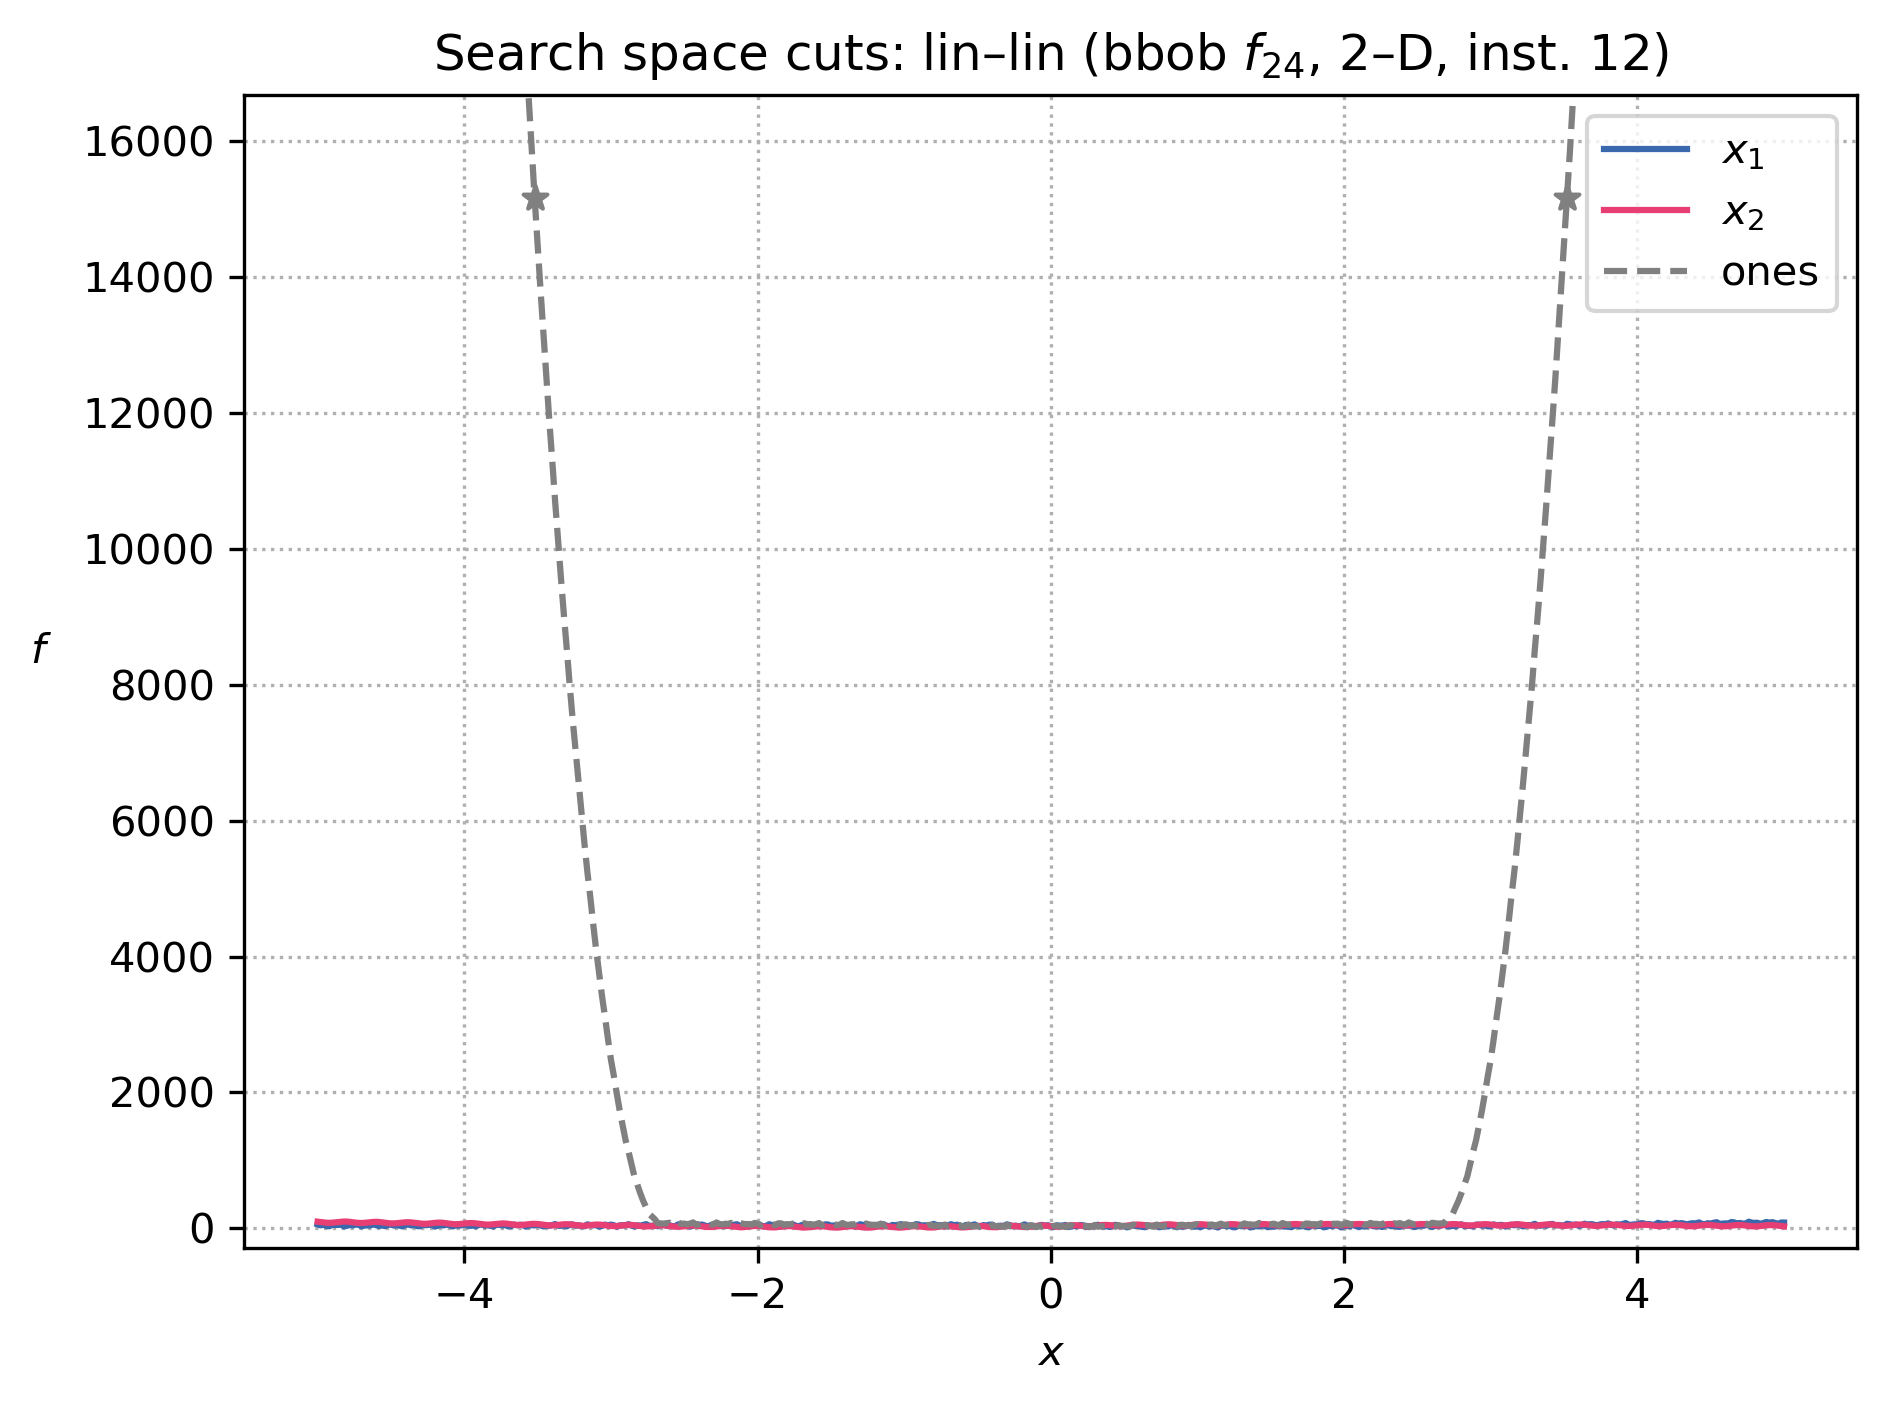 Search space cuts: lin–lin (bbob f24, 2–D, inst. 12)
16000
14000
12000
10000
8000
6000
4000
2000
0
f
x1
x2
ones
−4
−2
0
2
4
x